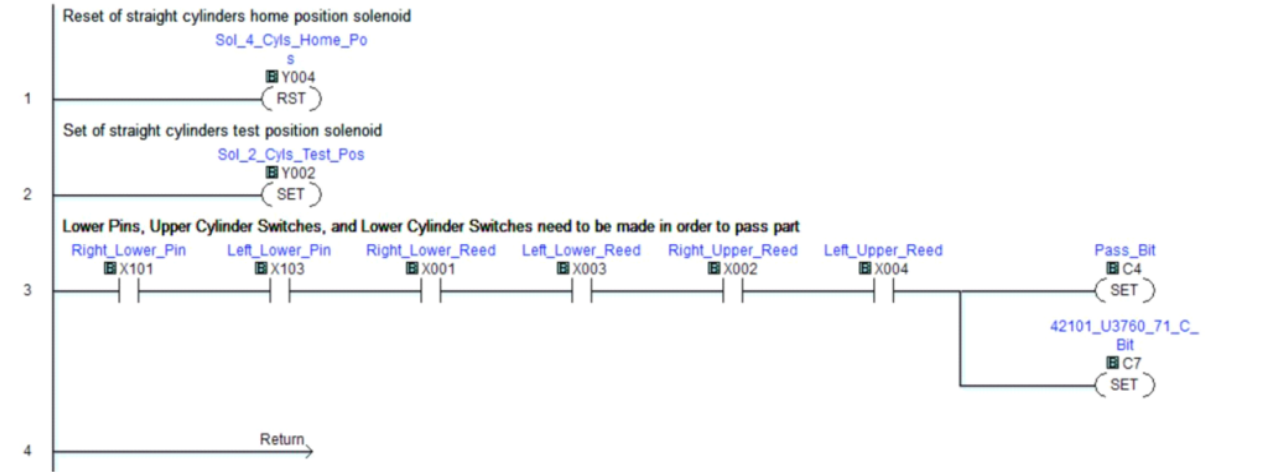 Reset of straight cylinders home position solenoid
Sol_4_Cyls_Home_Po
s
B Y004
1
RST
Set of straight cylinders test position solenoid
Sol_2_Cyls_Test_Pos
B Y002
2
SET
Lower Pins, Upper Cylinder Switches, and Lower Cylinder Switches need to be made in order to pass part
Right_Lower_Pin Left_Lower_Pin Right_Lower_Reed Left_Lower_Reed Right_Upper_Reed Left_Upper_Reed Pass_Bit
B X101 B X103 B X001 B X003 B X002 B X004 B C4
3 SET
42101_U3760_71_C_
Bit
B C7
SET
Return
4